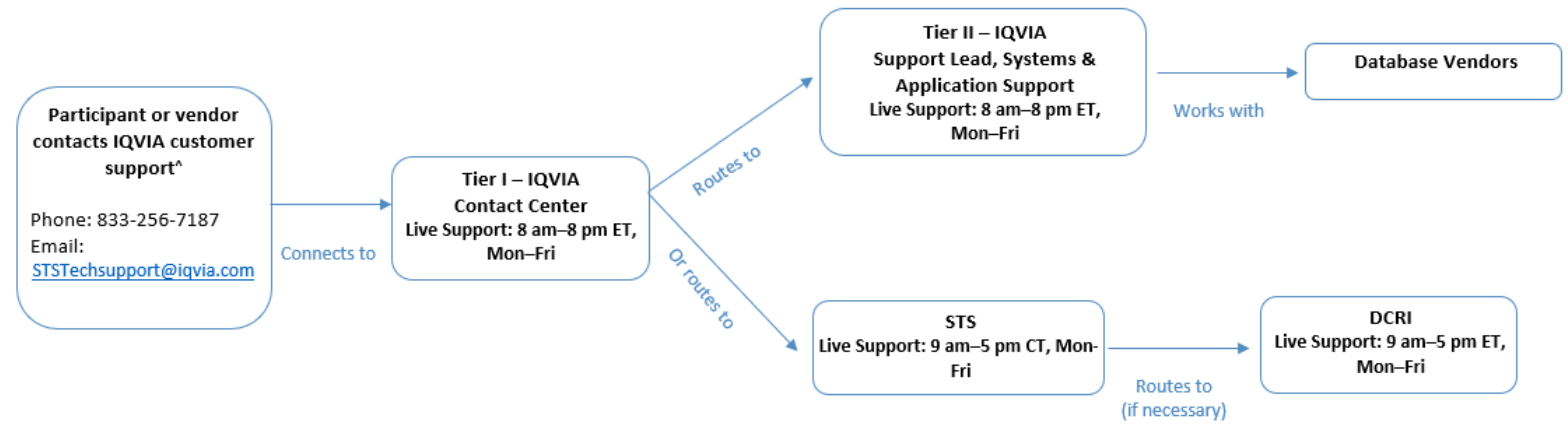 Participant or vendor
contacts IQVIA customer
support^
Phone: 833-256-7187
Email:
STSTechsupport@iqvia.com
Connects to
Tier I – IQVIA
Contact Center
Live Support: 8 am–8 pm ET,
Mon–Fri
Routes to
Tier II – IQVIA
Support Lead, Systems &
Application Support
Live Support: 8 am–8 pm ET,
Mon–Fri
Works with
Database Vendors
Or routes to
STS
Live Support: 9 am–5 pm CT, Mon-
Fri
Routes to
(if necessary)
DCRI
Live Support: 9 am–5 pm ET,
Mon–Fri